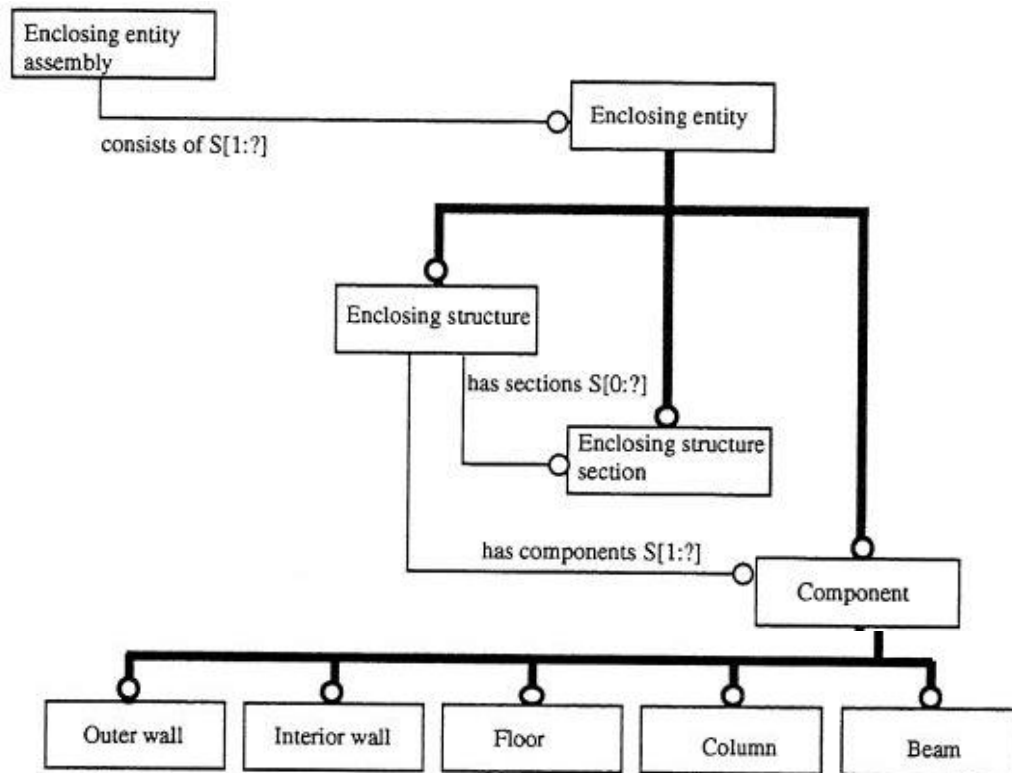 Enclosing entity
assembly
Enclosing entity
consists of S[1:?]
Enclosing structure
has sections S[0:?]
Enclosing structure
section
has components S[1:?]
Component
Outer wall
Interior wall
Floor
Column
Beam